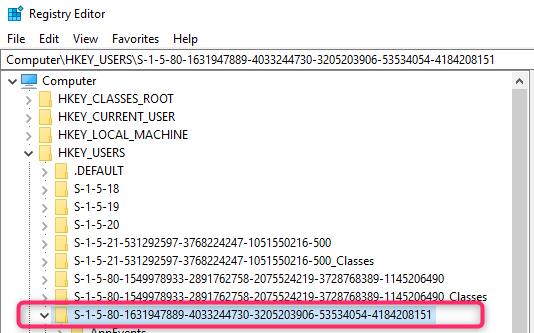 Registry Editor
File Edit View Favorites Help
Computer\HKEY_USERS\S-1-5-80-1631947889-4033244730-3205203906-53534054-4184208151
Computer
HKEY_CLASSES_ROOT
HKEY_CURRENT_USER
HKEY_LOCAL_MACHINE
HKEY_USERS
.DEFAULT
S-1-5-18
S-1-5-19
S-1-5-20
S-1-5-21-531292597-3768224247-1051550216-500
S-1-5-21-531292597-3768224247-1051550216-500_Classes
S-1-5-80-1549978933-2891762758-2075524219-3728768389-1145206490
S-1-5-80-1549978933-2891762758-2075524219-3728768389-1145206490_Classes
S-1-5-80-1631947889-4033244730-3205203906-53534054-4184208151
AppEvents